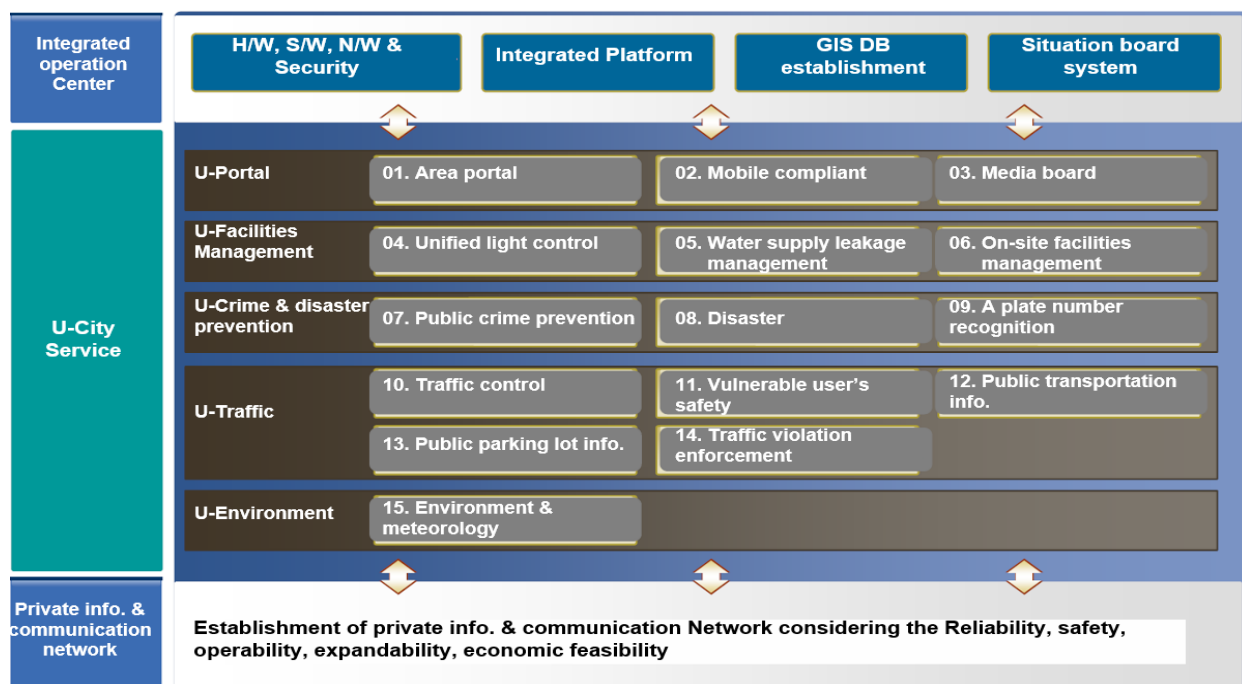 Integrated
operation
Center
H/W, S/W, N/W &
Security
Integrated Platform
GIS DB
establishment
Situation board
system
U-City
Service
U-Portal
01. Area portal
02. Mobile compliant
03. Media board
U-Facilities
Management
04. Unified light control
05. Water supply leakage
management
06. On-site facilities
management
U-Crime & disaster
prevention
07. Public crime prevention
08. Disaster
09. A plate number
recognition
U-Traffic
10. Traffic control
11. Vulnerable user's
safety
12. Public transportation
info.
13. Public parking lot info.
14. Traffic violation
enforcement
U-Environment
15. Environment &
meteorology
Private info. &
communication
network
Establishment of private info. & communication Network considering the Reliability, safety,
operability, expandability, economic feasibility